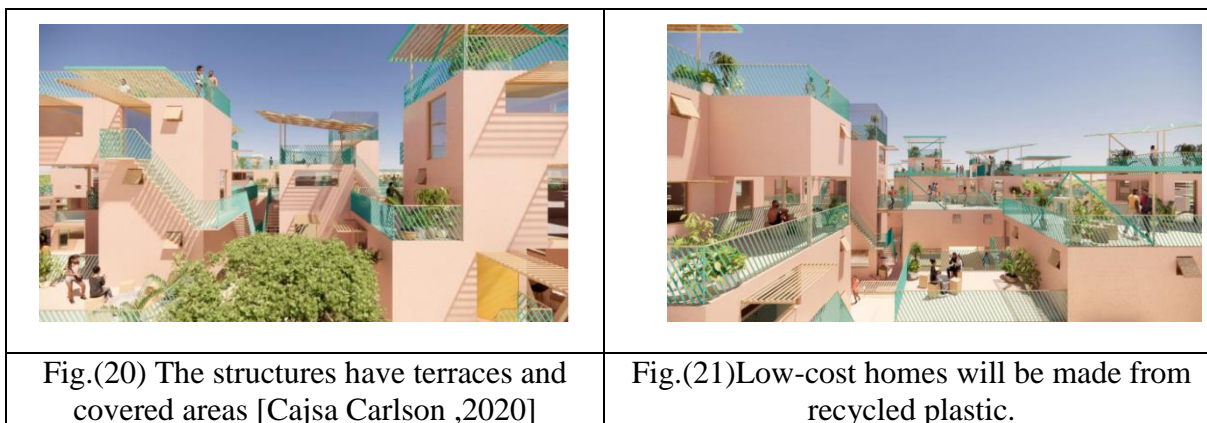 Fig.(20) The structures have terraces and
covered areas [Cajsa Carlson ,2020]
Fig.(21)Low-cost homes will be made from
recycled plastic.